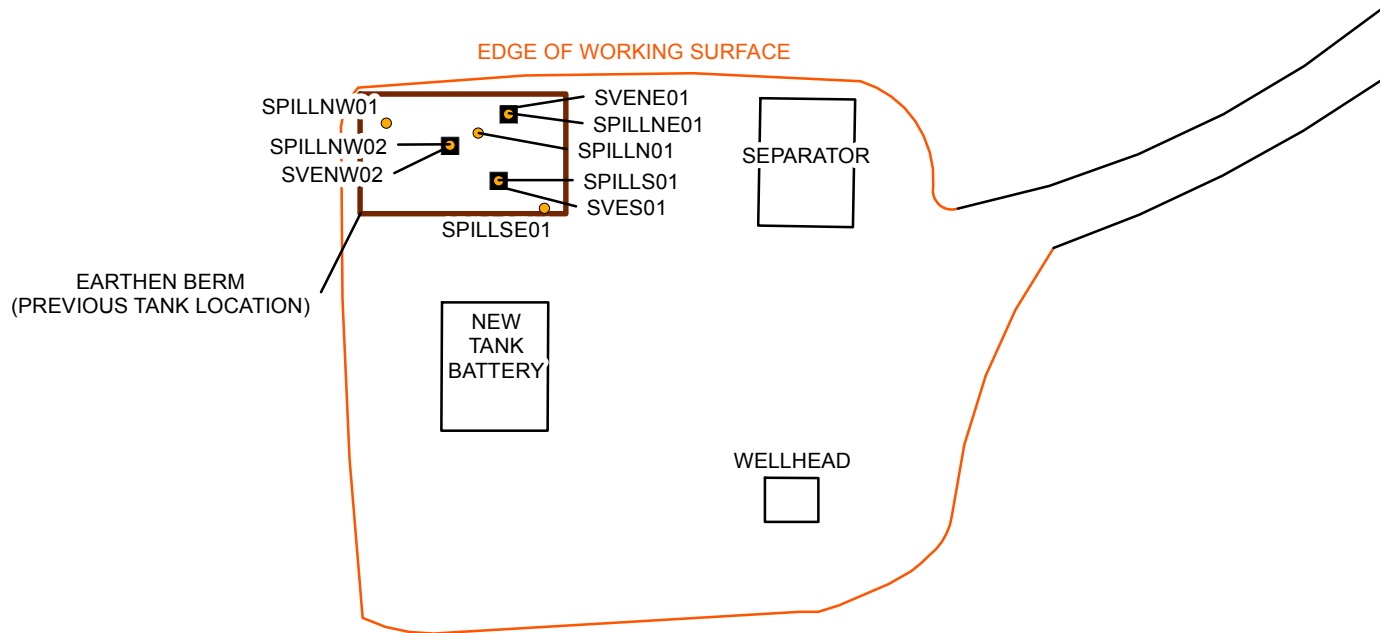 EDGE OF WORKING SURFACE
SPILLNW01
SVENE01
SPILLNE01
SPILLNW02
SPILLN01
SEPARATOR
SVENW02
SPILLS01
SVES01
SPILLSE01
EARTHEN BERM
(PREVIOUS TANK LOCATION)
NEW
TANK
BATTERY
WELLHEAD